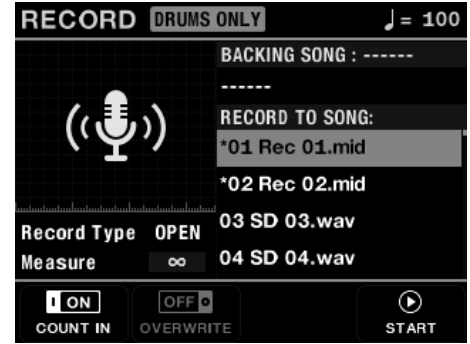 RECORD DRUMS ONLY ♩= 100
BACKING SONG : ------
------
RECORD TO SONG:
*01 Rec 01.mid
*02 Rec 02.mid
03 SD 03.wav
04 SD 04.wav
Record Type OPEN
Measure ∞
ON
COUNT IN
OFF
OVERWRITE
START